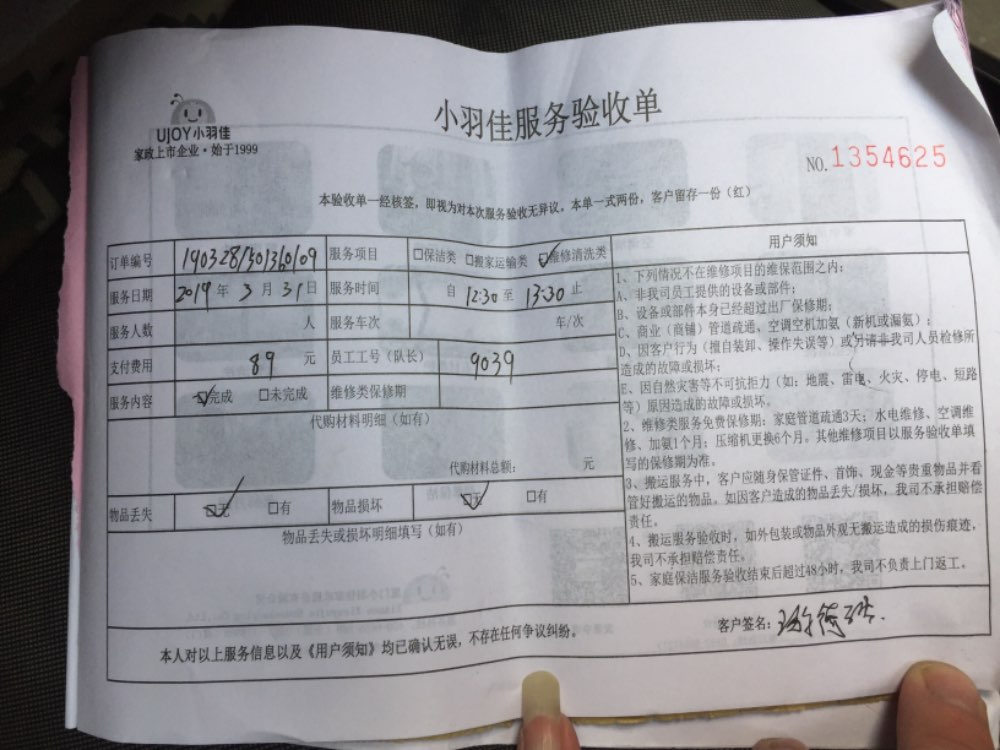 UJOY小羽佳
家政上市企业·始于1999
小羽佳服务验收单
NO.1354625
本验收单一经核签，即视为对本次服务验收无异议。本单一式两份，客户留存一份（红）
订单编号 190328150136109 服务项目 □保洁类 □搬家运输类 ☑维修清洗类
服务日期 2019年3月31日 服务时间 自12:30至13:30止
服务人数 人 服务车次 车/次
支付费用 89 元 员工工号（队长） 9039
服务内容 ☑完成 □未完成 维修类保修期
代购材料明细（如有）
代购材料总额： 元
物品丢失 ☑无 □有 物品损坏 ☑无 □有
物品丢失或损坏明细填写（如有）
用户须知
1、下列情况不在维修项目的维保范围之内：
A、非我司员工提供的设备或部件；
B、设备或部件本身已经超过出厂保修期；
C、商业（商铺）管道疏通、空调空机加氨（新机或漏氨）；
D、因客户行为（擅自装卸、操作失误等）或另请非我司人员检修所
造成的故障或损坏；
E、因自然灾害等不可抗拒力（如：地震、雷电、火灾、停电、短路
等）原因造成的故障或损坏。
2、维修类服务免费保修期：家庭管道疏通3天；水电维修、空调维
修、加氨1个月；压缩机更换6个月。其他维修项目以服务验收单填
写的保修期为准。
3、搬运服务中，客户应随身保管证件、首饰、现金等贵重物品并看
管好搬运的物品。如因客户造成的物品丢失/损坏，我司不承担赔偿
责任。
4、搬运服务验收时，如外包装或物品外观无搬运造成的损伤痕迹，
我司不承担赔偿责任。
5、家庭保洁服务验收结束后超过48小时，我司不负责上门返工。
客户签名：
本人对以上服务信息以及《用户须知》均已确认无误，不存在任何争议纠纷。